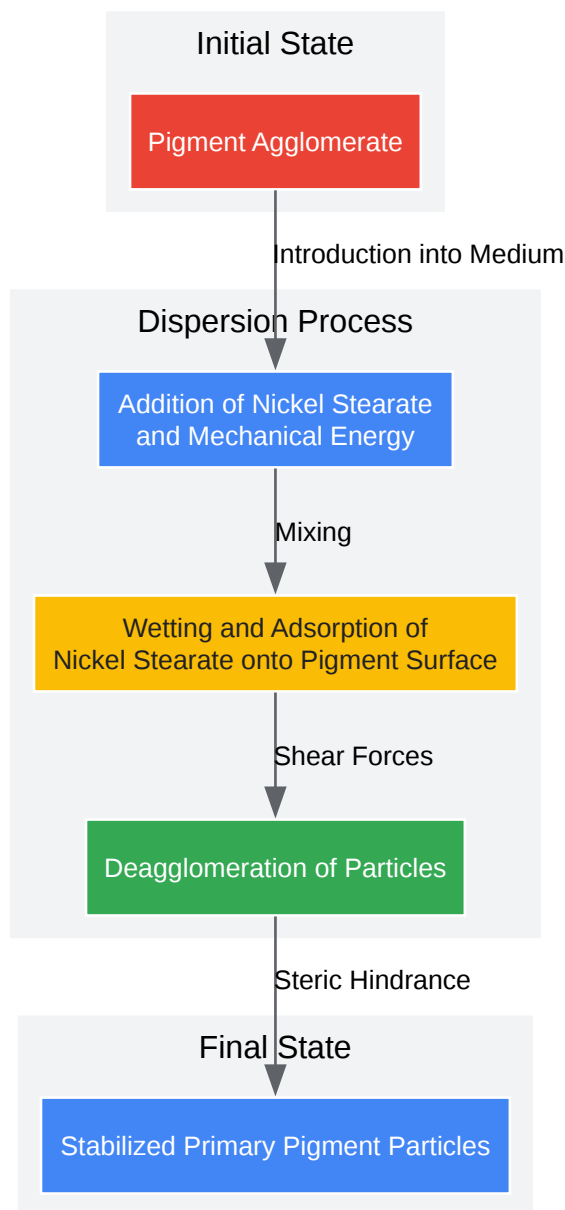 Initial State
Pigment Agglomerate
Introduction into Medium
Dispersion Process
Addition of Nickel Stearate
and Mechanical Energy
Mixing
Wetting and Adsorption of
Nickel Stearate onto Pigment Surface
Shear Forces
Deagglomeration of Particles
Steric Hindrance
Final State
Stabilized Primary Pigment Particles